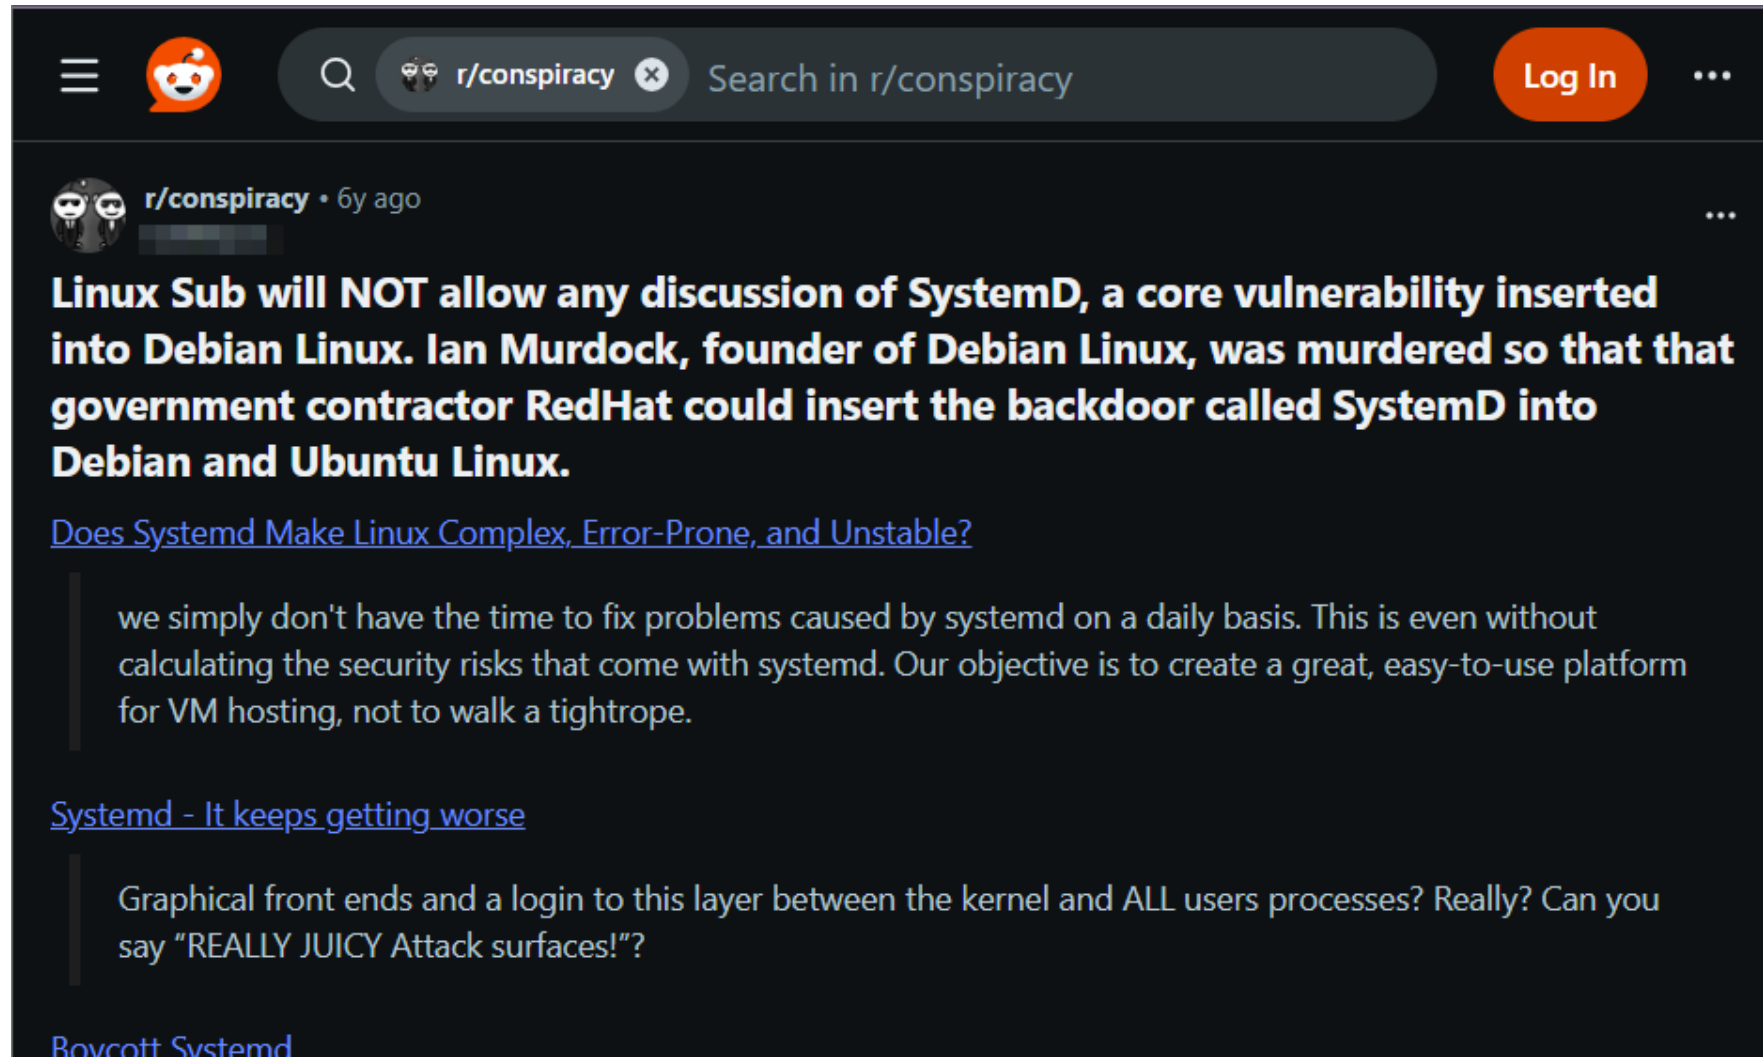 r/conspiracy
Search in r/conspiracy
Log In
r/conspiracy • 6y ago
Linux Sub will NOT allow any discussion of SystemD, a core vulnerability inserted
into Debian Linux. Ian Murdock, founder of Debian Linux, was murdered so that that
government contractor RedHat could insert the backdoor called SystemD into
Debian and Ubuntu Linux.
Does Systemd Make Linux Complex, Error-Prone, and Unstable?
we simply don't have the time to fix problems caused by systemd on a daily basis. This is even without
calculating the security risks that come with systemd. Our objective is to create a great, easy-to-use platform
for VM hosting, not to walk a tightrope.
Systemd - It keeps getting worse
Graphical front ends and a login to this layer between the kernel and ALL users processes? Really? Can you
say “REALLY JUICY Attack surfaces!”?
Boycott Systemd